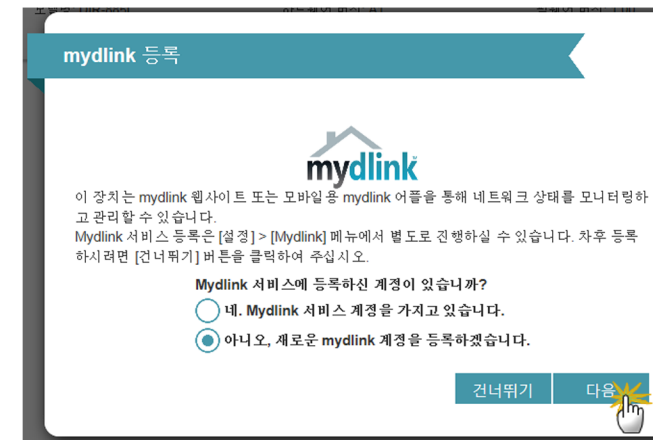 mydlink 등록
mydlink
이 장치는 mydlink 웹사이트 또는 모바일용 mydlink 어플을 통해 네트워크 상태를 모니터링하
고 관리할 수 있습니다.
Mydlink 서비스 등록은 [설정] > [Mydlink] 메뉴에서 별도로 진행하실 수 있습니다. 차후 등록
하시려면 [건너뛰기] 버튼을 클릭하여 주십시오.
Mydlink 서비스에 등록하신 계정이 있습니까?
네. Mydlink 서비스 계정을 가지고 있습니다.
아니오, 새로운 mydlink 계정을 등록하겠습니다.
건너뛰기 다음